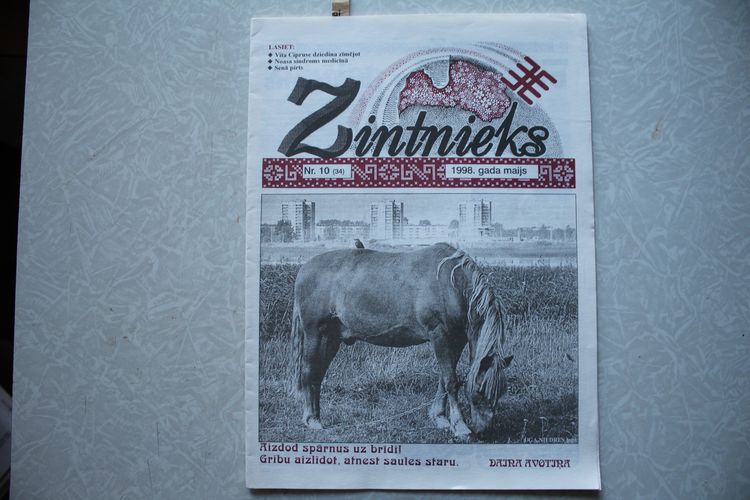 LASIET:
◆ Vita Cīpruse dziedina zīmējot
◆ Noasa sindroms medicīnā
◆ Senā pirts
Zintnieks
Nr. 10 (34)
1998. gada maijs
Aizdod spārnus uz brīdi!
Gribu aizlidot, atnest saules staru.
DAINA AVOTIŅA